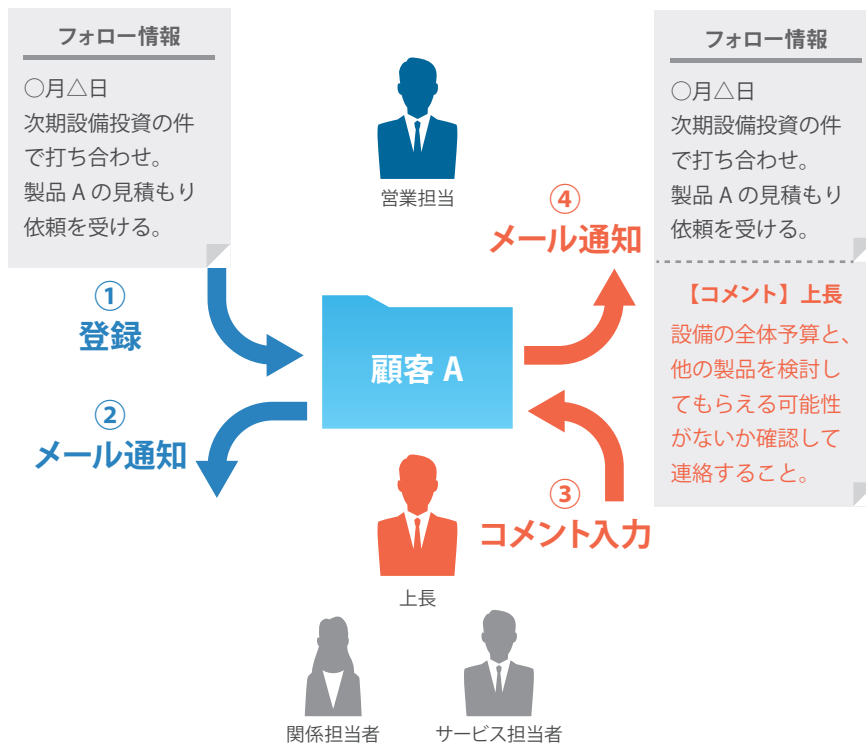 フォロー情報
○月△日
次期設備投資の件
で打ち合わせ。
製品 A の見積もり
依頼を受ける。
営業担当
フォロー情報
○月△日
次期設備投資の件
で打ち合わせ。
製品 A の見積もり
依頼を受ける。
【コメント】上長
設備の全体予算と、
他の製品を検討し
てもらえる可能性
がないか確認して
連絡すること。
①
登録
②
メール通知
顧客 A
④
メール通知
③
コメント入力
上長
関係担当者
サービス担当者